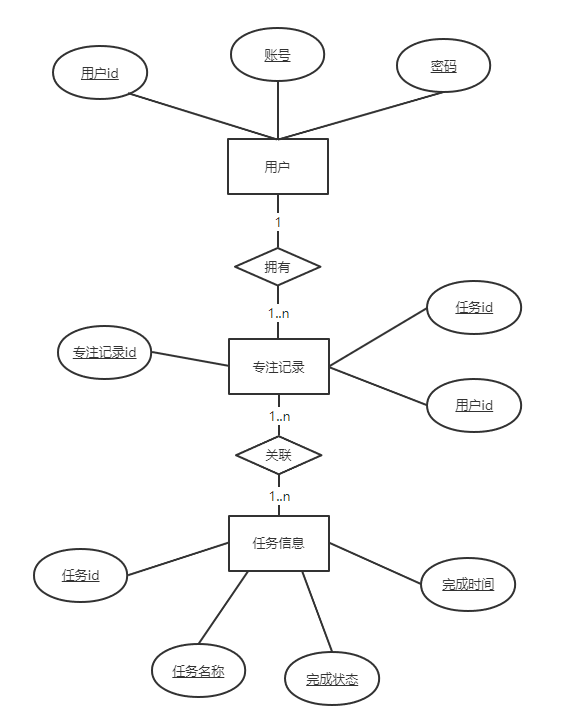 账号
密码
用户id
用户
1
拥有
1..n
任务id
专注记录id
专注记录
用户id
1..n
关联
1..n
任务信息
任务id
完成时间
任务名称
完成状态